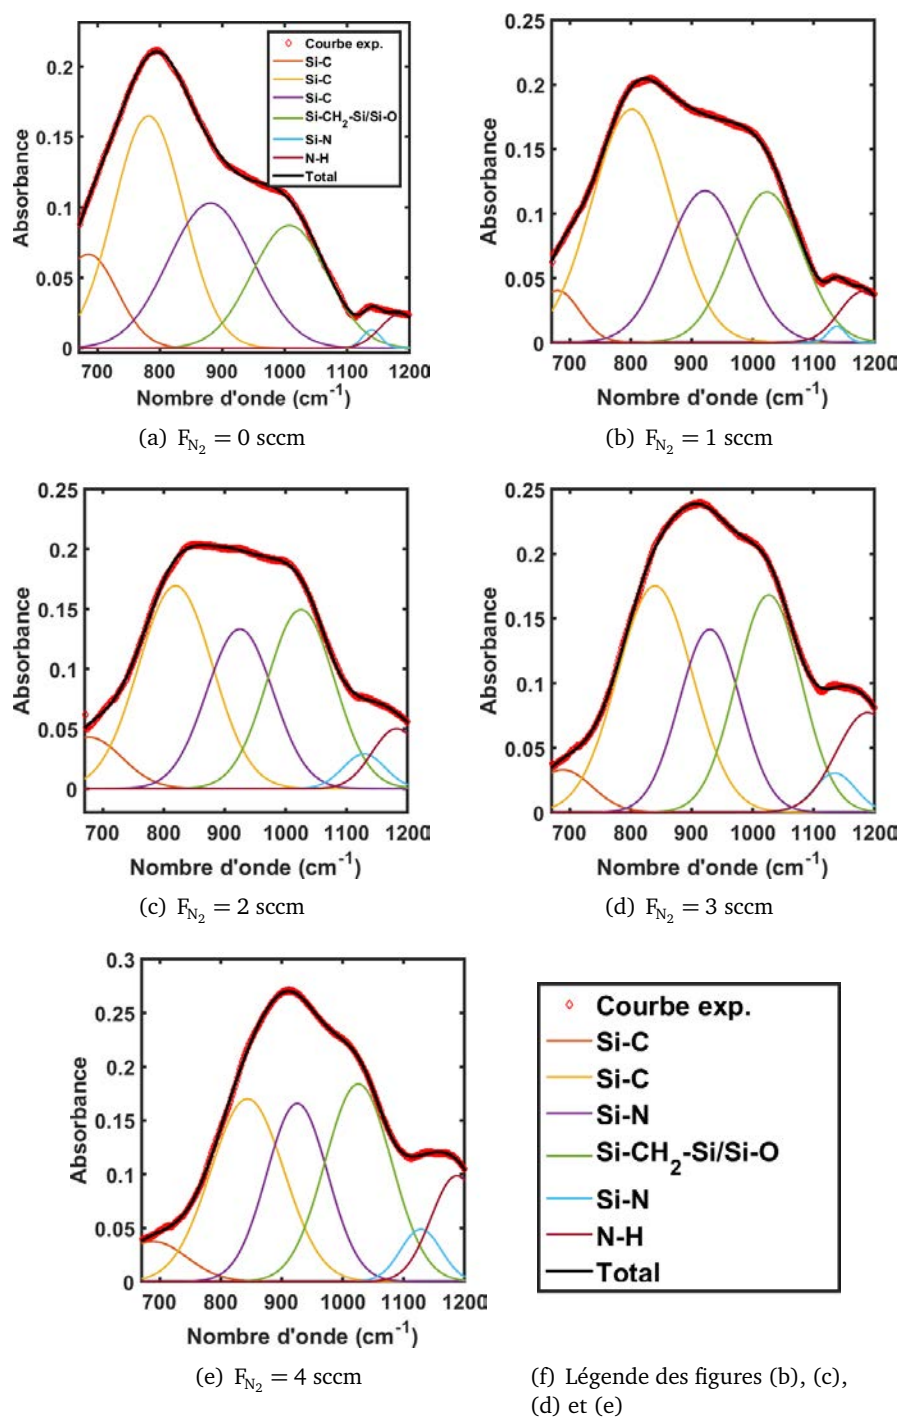 0.2
0.15
0.1
0.05
0
Absorbance
Courbe exp.
Si-C
Si-C
Si-C
Si-CH2-Si/Si-O
Si-N
N-H
Total
700 800 900 1000 1100 1200
Nombre d'onde (cm-1)
(a) FN2 = 0 sccm
0.25
0.2
0.15
0.1
0.05
0
Absorbance
700 800 900 1000 1100 1200
Nombre d'onde (cm-1)
(b) FN2 = 1 sccm
0.25
0.2
0.15
0.1
0.05
0
Absorbance
700 800 900 1000 1100 1200
Nombre d'onde (cm-1)
(c) FN2 = 2 sccm
0.25
0.2
0.15
0.1
0.05
0
Absorbance
700 800 900 1000 1100 1200
Nombre d'onde (cm-1)
(d) FN2 = 3 sccm
0.3
0.25
0.2
0.15
0.1
0.05
0
Absorbance
700 800 900 1000 1100 1200
Nombre d'onde (cm-1)
(e) FN2 = 4 sccm
Courbe exp.
Si-C
Si-C
Si-N
Si-CH2-Si/Si-O
Si-N
N-H
Total
(f) Légende des figures (b), (c),
(d) et (e)